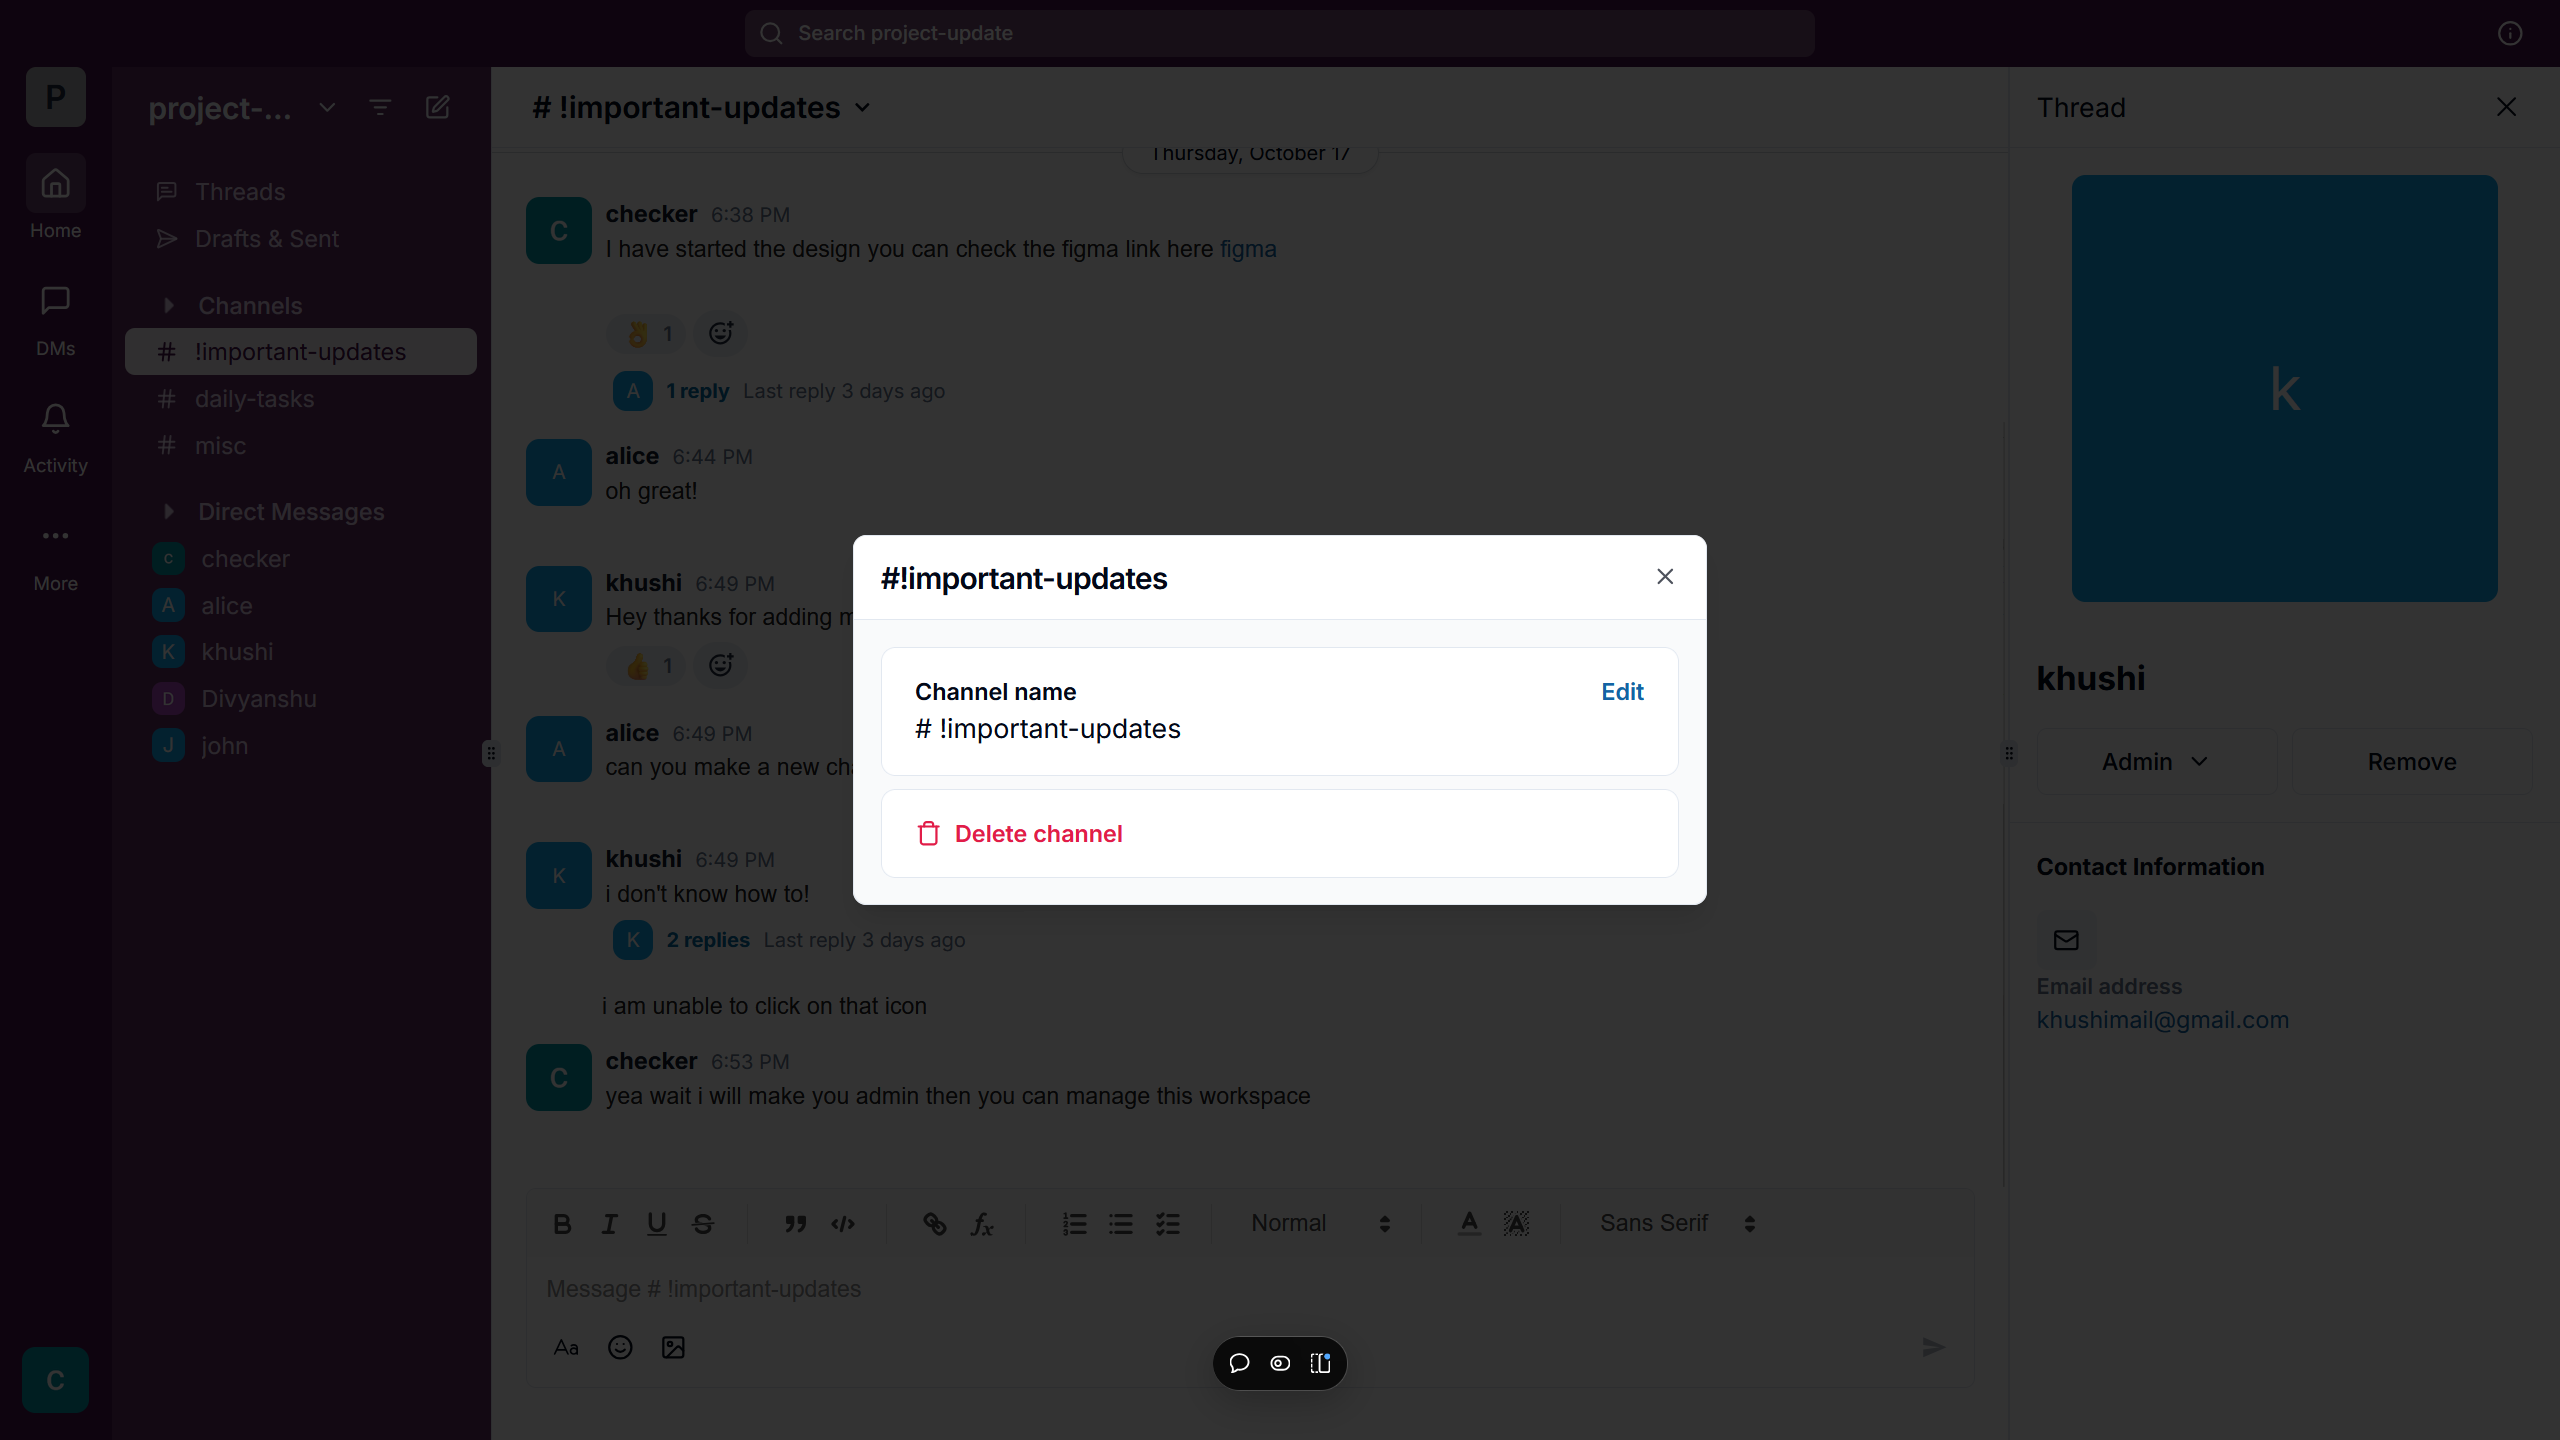 Search project-update
P
Home
DMs
Activity
More
C
project-...
Threads
Drafts & Sent
Channels
# !important-updates
# daily-tasks
# misc
Direct Messages
c checker
A alice
K khushi
D Divyanshu
J john
# !important-updates
Thursday, October 17
C
checker 6:38 PM
I have started the design you can check the figma link here figma
1
A 1 reply Last reply 3 days ago
A
alice 6:44 PM
oh great!
K
khushi 6:49 PM
Hey thanks for adding
1
A
alice 6:49 PM
can you make a new
K
khushi 6:49 PM
i don't know how to!
K 2 replies Last reply 3 days ago
i am unable to click on that icon
C
checker 6:53 PM
yea wait i will make you admin then you can manage this workspace
Normal
Sans Serif
Message # !important-updates
Aa
#!important-updates
Channel name
Edit
# !important-updates
Delete channel
Thread
k
khushi
Admin
Remove
Contact Information
Email address
khushimail@gmail.com